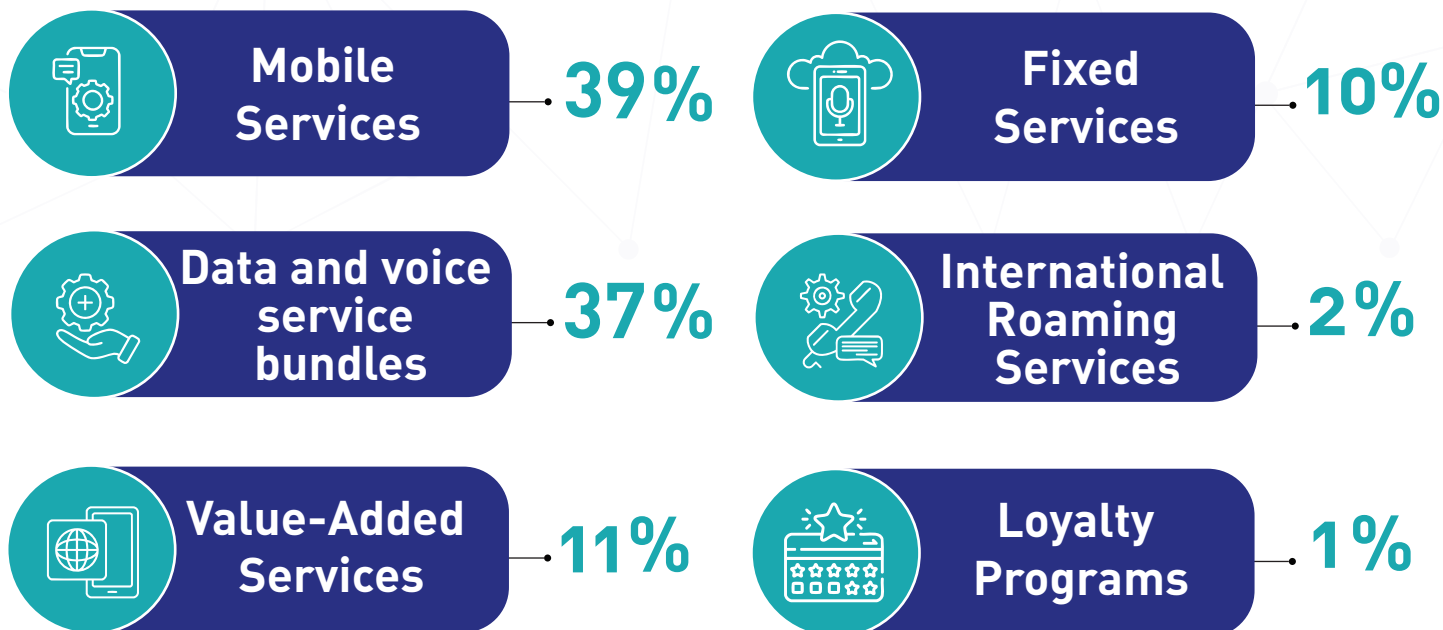 Mobile
Services
39%
Fixed
Services
10%
Data and voice
service
bundles
37%
International
Roaming
Services
2%
Value-Added
Services
11%
Loyalty
Programs
1%